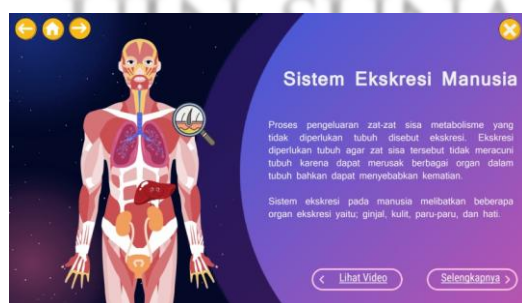 Sistem Ekskresi Manusia
Proses pengeluaran zat-zat sisa metabolisme yang
tidak diperlukan tubuh disebut ekskresi. Ekskresi
diperlukan tubuh agar zat sisa tersebut tidak meracuni
tubuh karena dapat merusak berbagai organ dalam
tubuh bahkan dapat menyebabkan kematian.
Sistem ekskresi pada manusia melibatkan beberapa
organ ekskresi yaitu; ginjal, kulit, paru-paru, dan hati.
Lihat Video
Selengkapnya